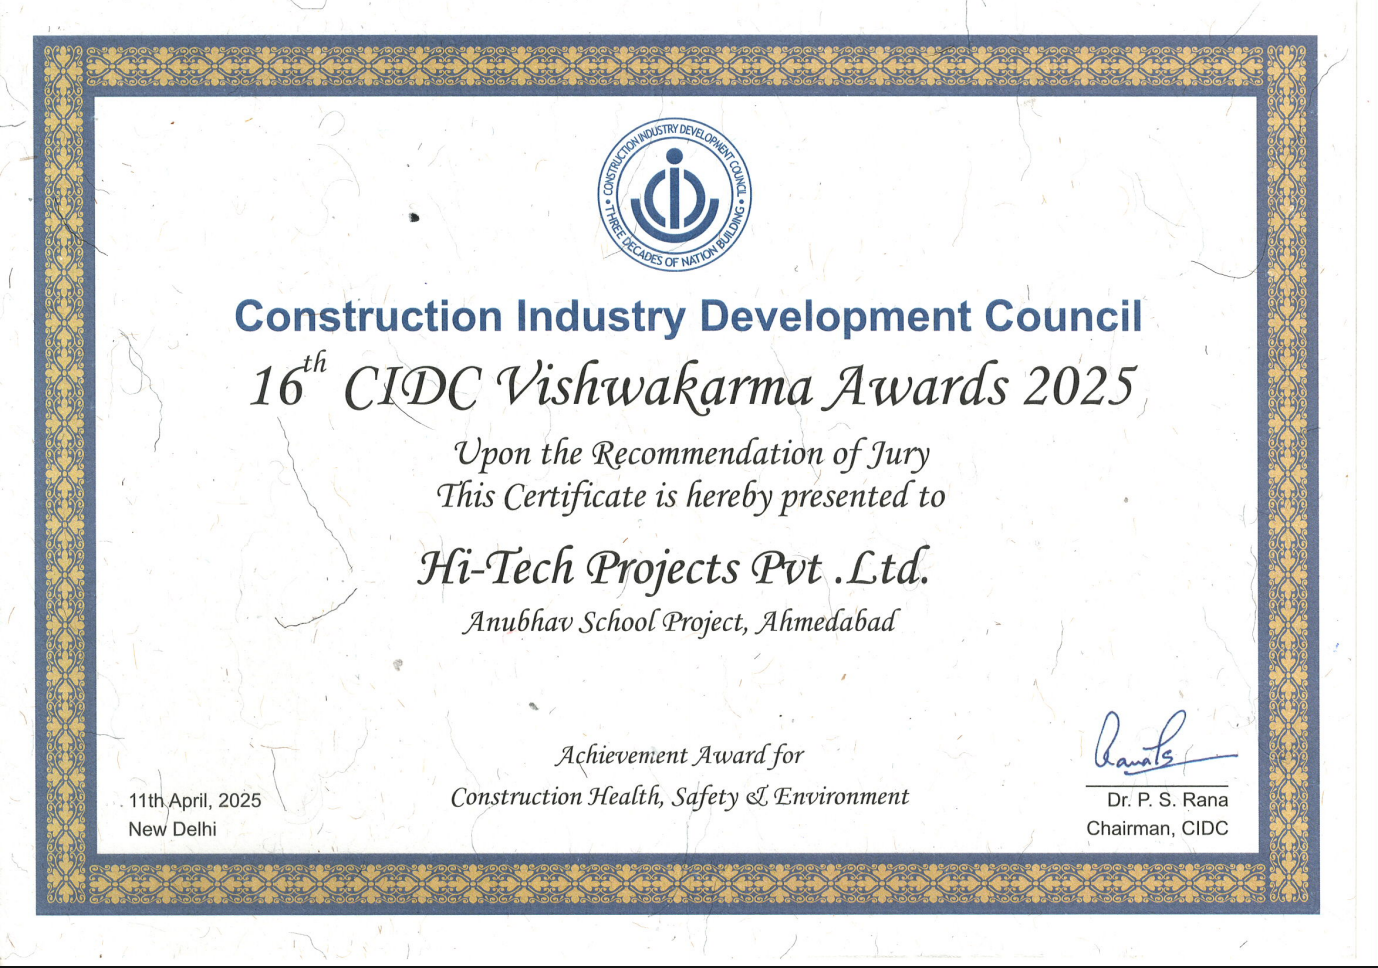 CONSTRUCTION INDUSTRY DEVELOPMENT COUNCIL
THREE DECADES OF NATION BUILDING
Construction Industry Development Council
16th CIDC Vishwakarma Awards 2025
Upon the Recommendation of Jury
This Certificate is hereby presented to
Hi-Tech Projects Pvt .Ltd.
Anubhav School Project, Ahmedabad
Achievement Award for
Construction Health, Safety & Environment
11th April, 2025
New Delhi
Dr. P. S. Rana
Chairman, CIDC